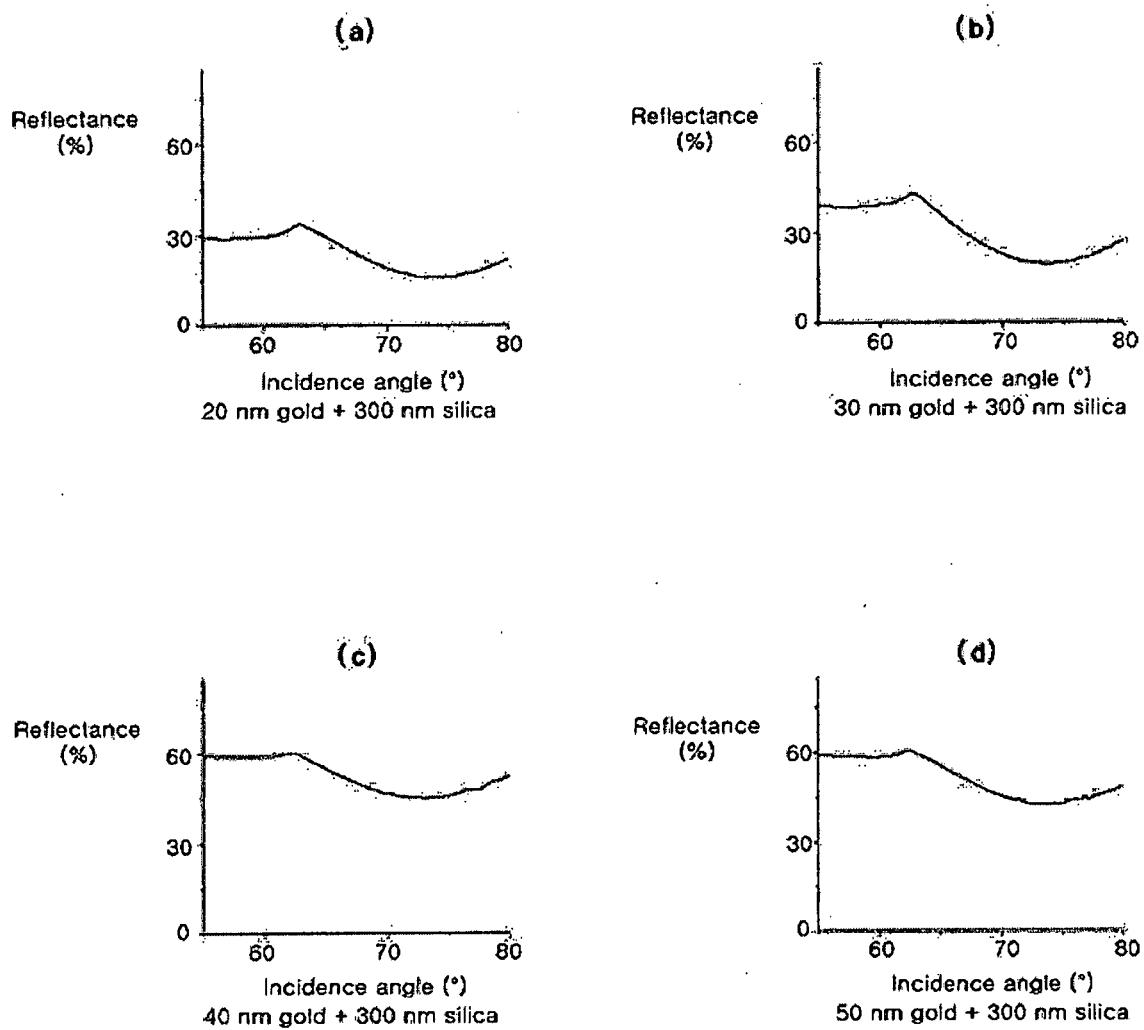 (a)
Reflectance
(%)
60
30
0
60 70 80
Incidence angle (°)
20 nm gold + 300 nm silica
(b)
Reflectance
(%)
60
30
0
60 70 80
Incidence angle (°)
30 nm gold + 300 nm silica
(c)
Reflectance
(%)
60
30
0
60 70 80
Incidence angle (°)
40 nm gold + 300 nm silica
(d)
Reflectance
(%)
60
30
0
60 70 80
Incidence angle (°)
50 nm gold + 300 nm silica